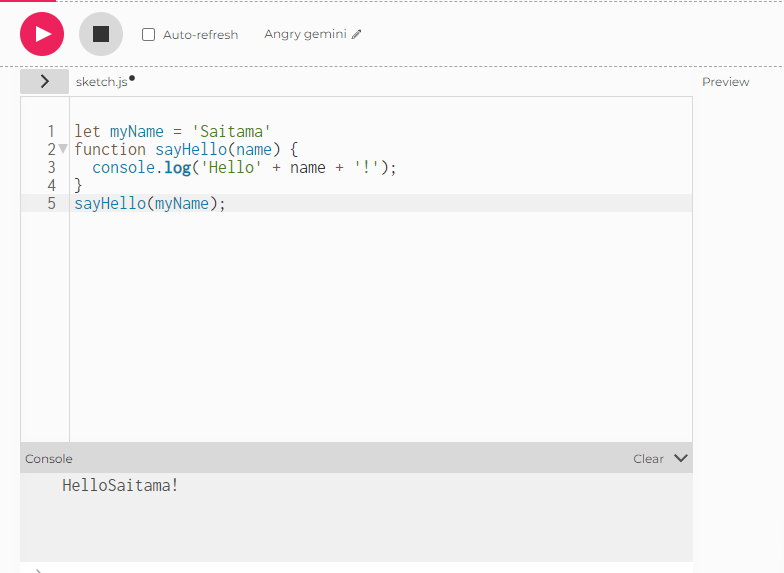 Auto-refresh Angry gemini
sketch.js Preview
1 let myName = 'Saitama'
2 function sayHello(name) {
3 console.log('Hello' + name + '!');
4 }
5 sayHello(myName);
Console Clear
HelloSaitama!